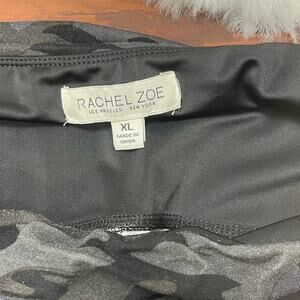 RACHEL ZOE
LOS ANGELES NEW YORK
XL
MADE IN
CHINA